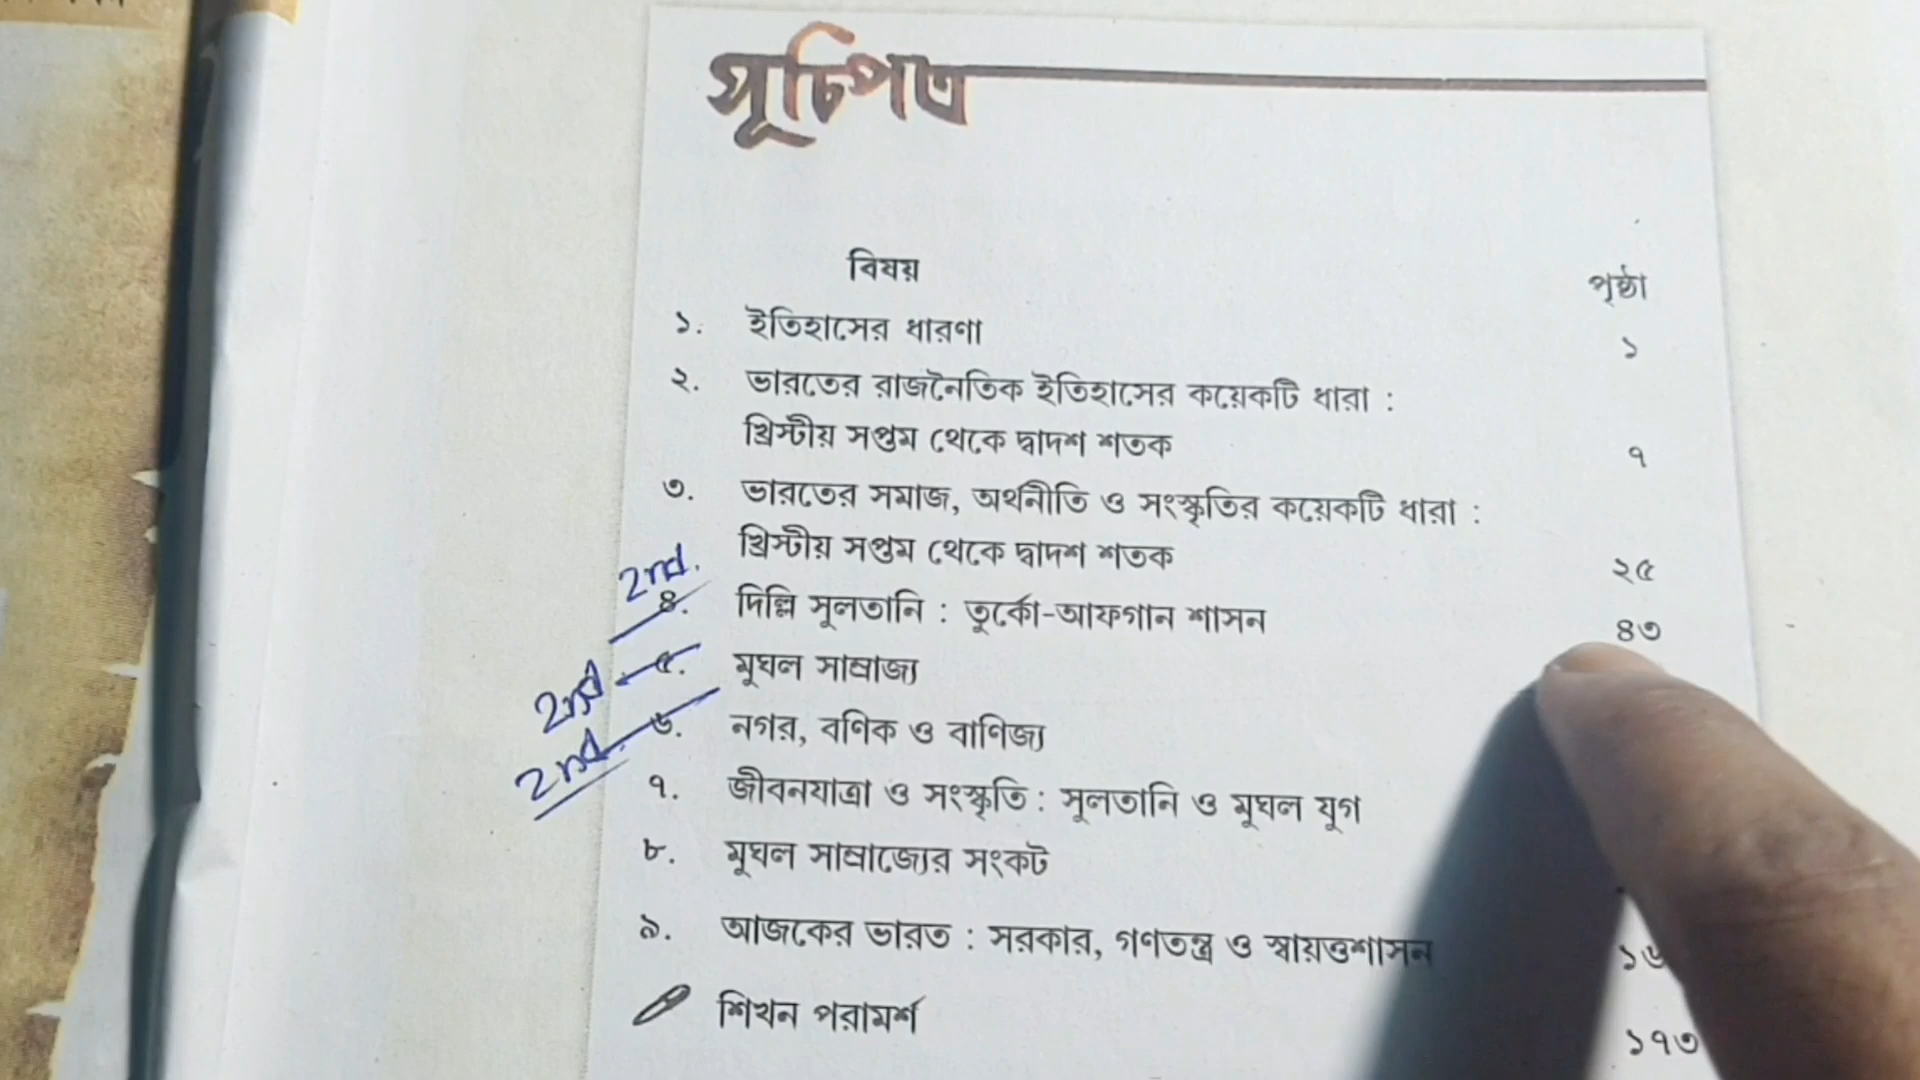 সূচিপত্র
বিষয় পৃষ্ঠা
১. ইতিহাসের ধারণা ১
২. ভারতের রাজনৈতিক ইতিহাসের কয়েকটি ধারা :
খ্রিস্টীয় সপ্তম থেকে দ্বাদশ শতক ৭
৩. ভারতের সমাজ, অর্থনীতি ও সংস্কৃতির কয়েকটি ধারা :
খ্রিস্টীয় সপ্তম থেকে দ্বাদশ শতক ২৫
2nd. ৪. দিল্লি সুলতানি : তুর্কো-আফগান শাসন ৪৩
2nd ৫. মুঘল সাম্রাজ্য
2nd. ৬. নগর, বণিক ও বাণিজ্য
৭. জীবনযাত্রা ও সংস্কৃতি : সুলতানি ও মুঘল যুগ
৮. মুঘল সাম্রাজ্যের সংকট
৯. আজকের ভারত : সরকার, গণতন্ত্র ও স্বায়ত্তশাসন
শিখন পরামর্শ ১৭৩